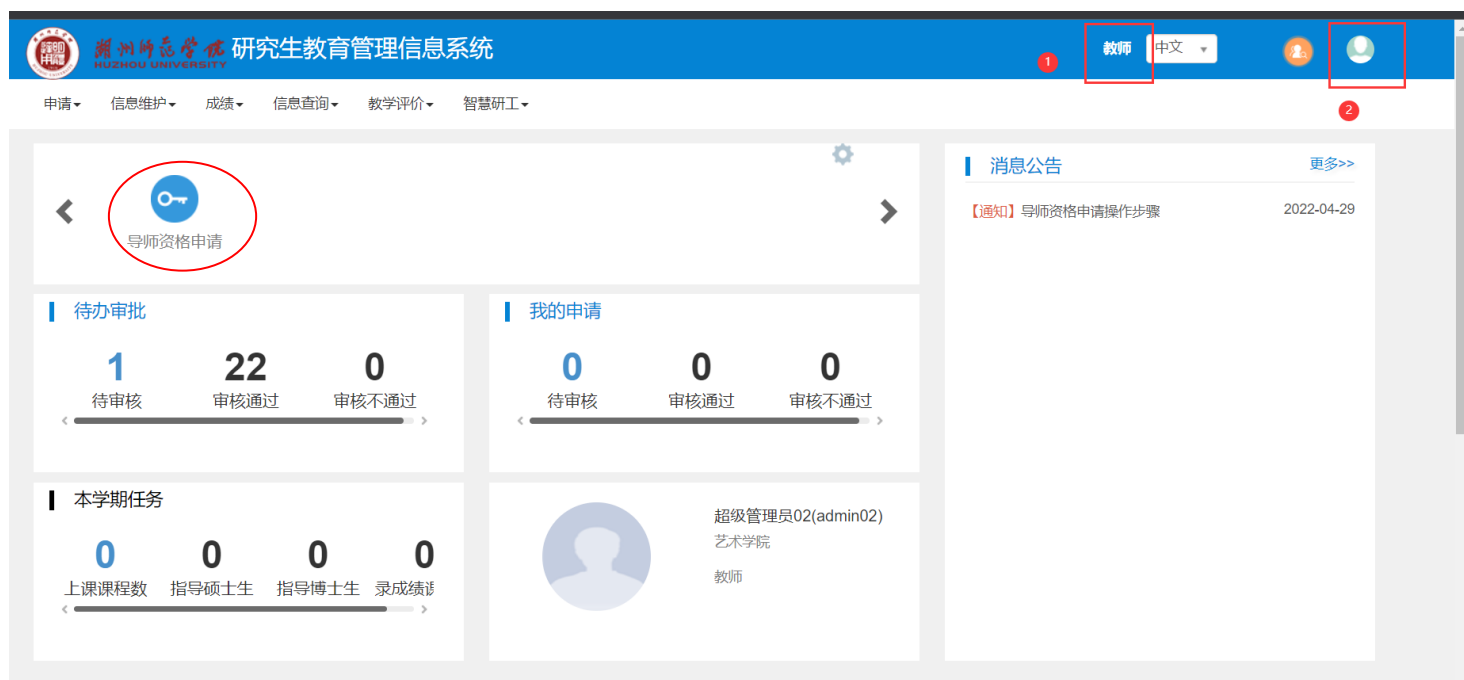 湖州师范学院 研究生教育管理信息系统
HUZHOU UNIVERSITY
1
教师
中文
2
申请 信息维护 成绩 信息查询 教学评价 智慧研工
导师资格申请
消息公告 更多>>
【通知】导师资格申请操作步骤 2022-04-29
待办审批
1 22 0
待审核 审核通过 审核不通过
我的申请
0 0 0
待审核 审核通过 审核不通过
本学期任务
0 0 0 0
上课课程数 指导硕士生 指导博士生 录成绩
超级管理员02(admin02)
艺术学院
教师